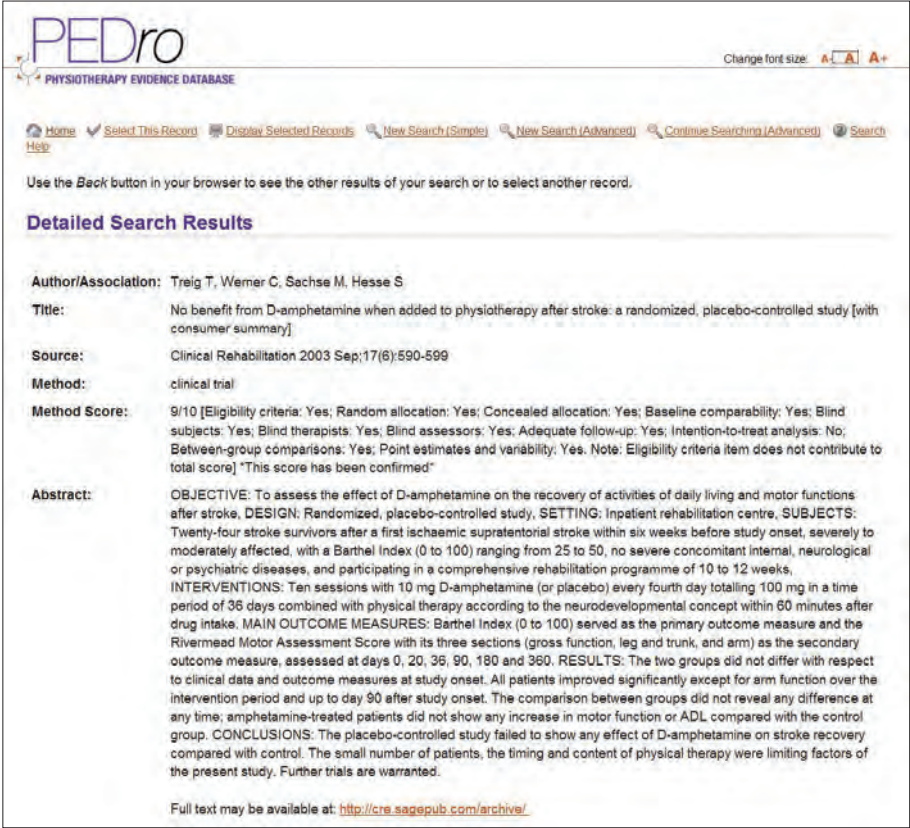 PEDro
PHYSIOTHERAPY EVIDENCE DATABASE
Change font size: A- A A+
Home Select This Record Display Selected Records New Search (Simple) New Search (Advanced) Continue Searching (Advanced) Search
Help
Use the Back button in your browser to see the other results of your search or to select another record.
Detailed Search Results
Author/Association: Treig T, Werner C, Sachse M, Hesse S
Title: No benefit from D-amphetamine when added to physiotherapy after stroke: a randomized, placebo-controlled study [with
consumer summary]
Source: Clinical Rehabilitation 2003 Sep;17(6):590-599
Method: clinical trial
Method Score: 9/10 [Eligibility criteria: Yes; Random allocation: Yes; Concealed allocation: Yes; Baseline comparability: Yes; Blind
subjects: Yes; Blind therapists: Yes; Blind assessors: Yes; Adequate follow-up: Yes; Intention-to-treat analysis: No;
Between-group comparisons: Yes; Point estimates and variability: Yes. Note: Eligibility criteria item does not contribute to
total score] *This score has been confirmed*
Abstract: OBJECTIVE: To assess the effect of D-amphetamine on the recovery of activities of daily living and motor functions
after stroke, DESIGN: Randomized, placebo-controlled study, SETTING: Inpatient rehabilitation centre, SUBJECTS:
Twenty-four stroke survivors after a first ischaemic supratentorial stroke within six weeks before study onset, severely to
moderately affected, with a Barthel Index (0 to 100) ranging from 25 to 50, no severe concomitant internal, neurological
or psychiatric diseases, and participating in a comprehensive rehabilitation programme of 10 to 12 weeks,
INTERVENTIONS: Ten sessions with 10 mg D-amphetamine (or placebo) every fourth day totalling 100 mg in a time
period of 36 days combined with physical therapy according to the neurodevelopmental concept within 60 minutes after
drug intake. MAIN OUTCOME MEASURES: Barthel Index (0 to 100) served as the primary outcome measure and the
Rivermead Motor Assessment Score with its three sections (gross function, leg and trunk, and arm) as the secondary
outcome measure, assessed at days 0, 20, 36, 90, 180 and 360. RESULTS: The two groups did not differ with respect
to clinical data and outcome measures at study onset. All patients improved significantly except for arm function over the
intervention period and up to day 90 after study onset. The comparison between groups did not reveal any difference at
any time; amphetamine-treated patients did not show any increase in motor function or ADL compared with the control
group. CONCLUSIONS: The placebo-controlled study failed to show any effect of D-amphetamine on stroke recovery
compared with control. The small number of patients, the timing and content of physical therapy were limiting factors of
the present study. Further trials are warranted.
Full text may be available at: http://cre.sagepub.com/archive/